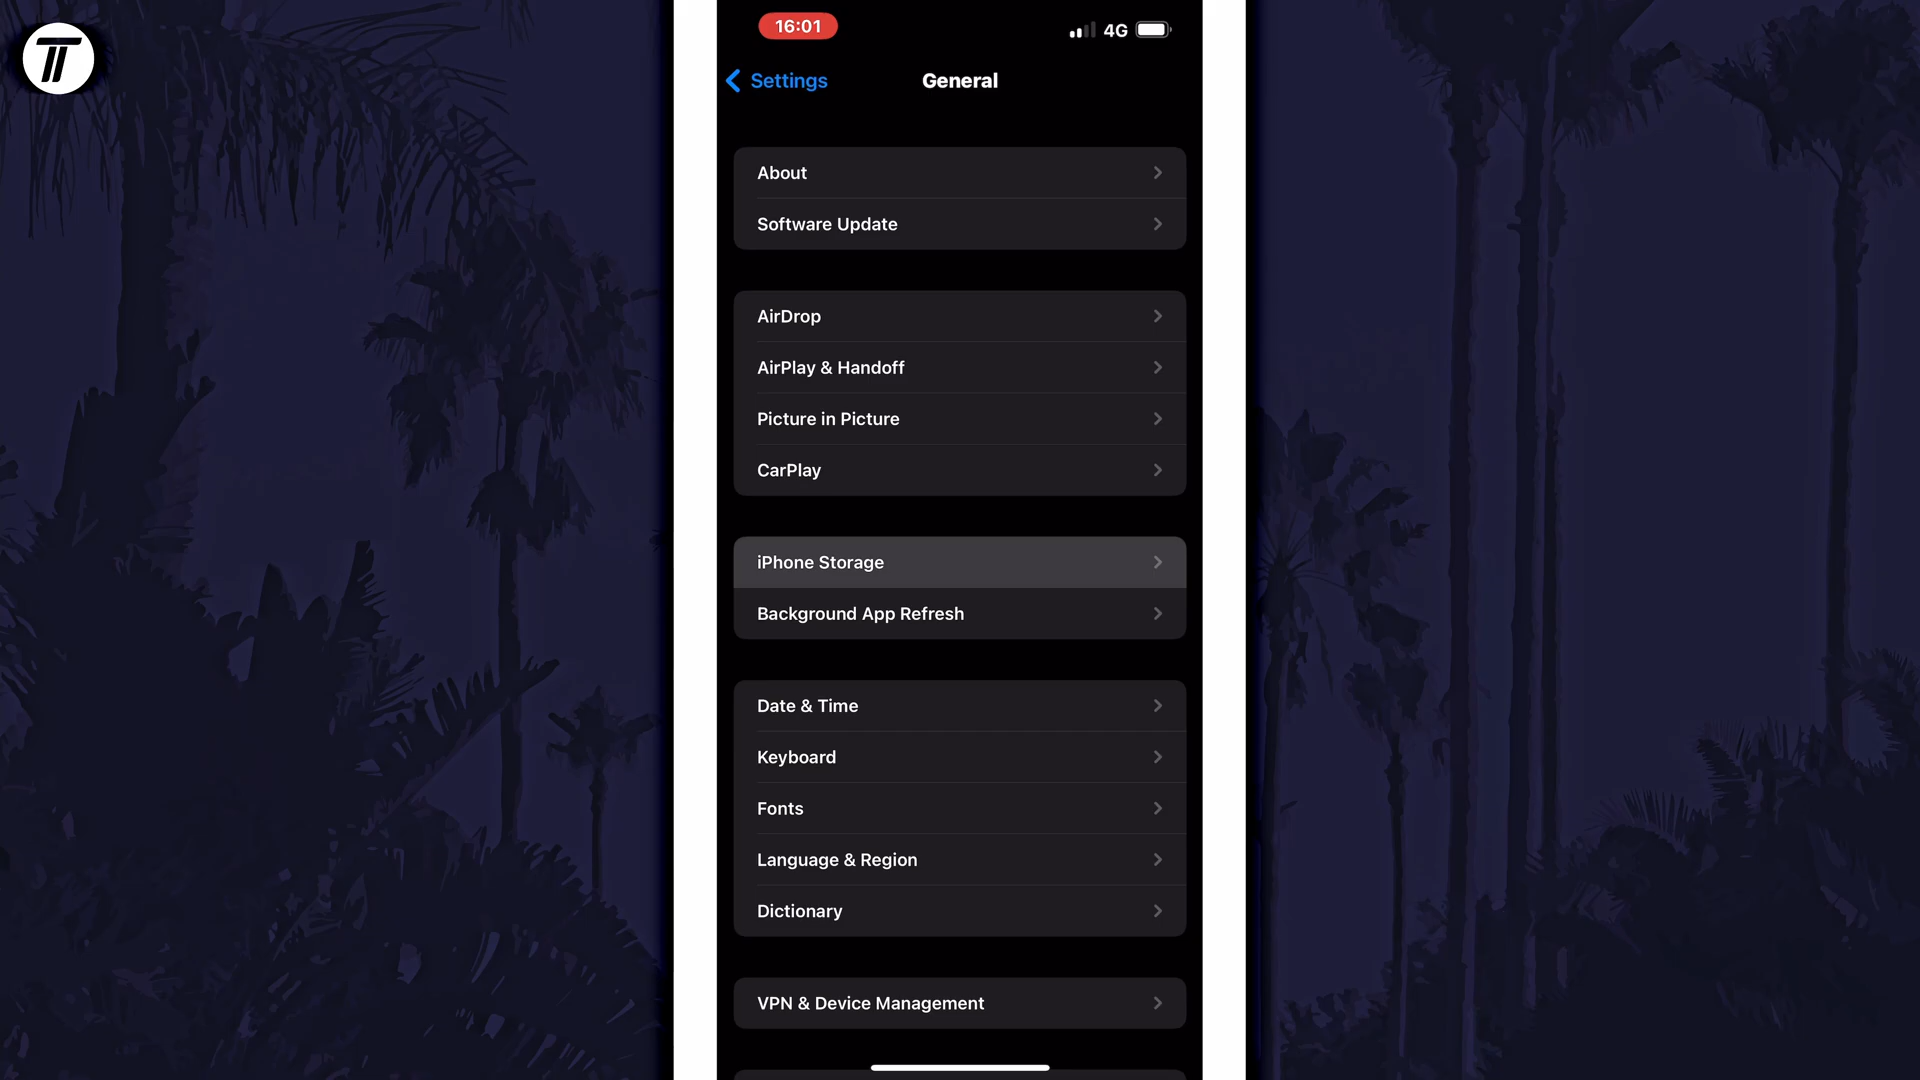 16:01
4G
Settings
General
About
Software Update
AirDrop
AirPlay & Handoff
Picture in Picture
CarPlay
iPhone Storage
Background App Refresh
Date & Time
Keyboard
Fonts
Language & Region
Dictionary
VPN & Device Management